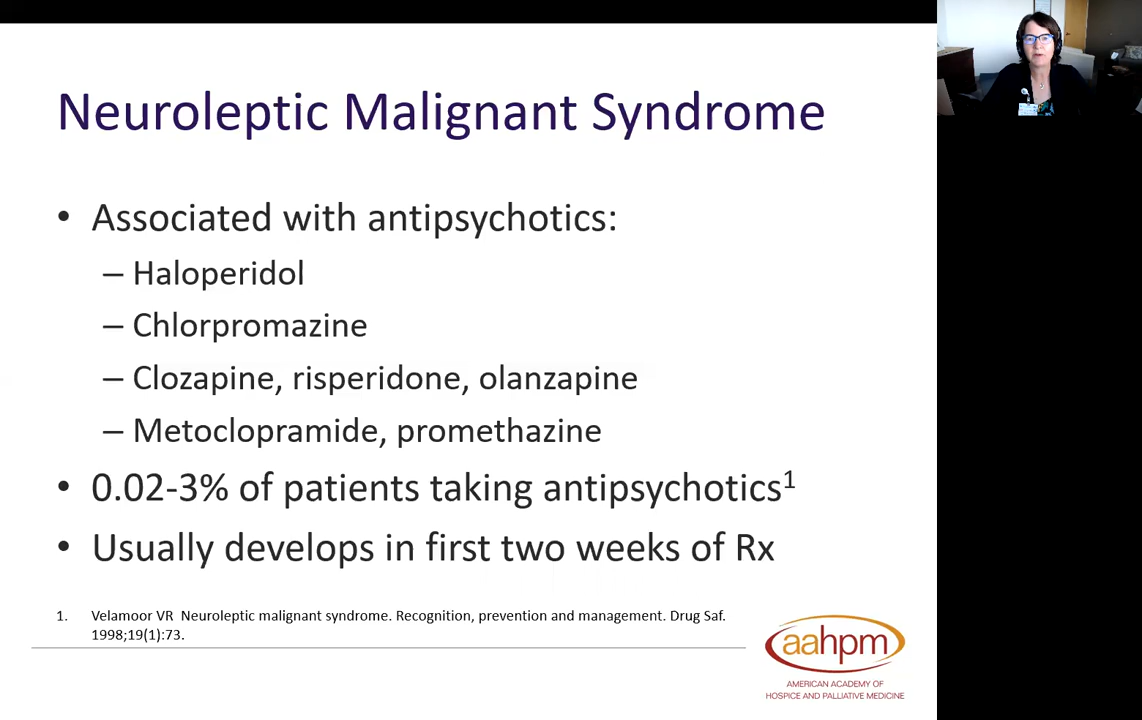 Neuroleptic Malignant Syndrome
• Associated with antipsychotics:
– Haloperidol
– Chlorpromazine
– Clozapine, risperidone, olanzapine
– Metoclopramide, promethazine
• 0.02-3% of patients taking antipsychotics1
• Usually develops in first two weeks of Rx
1. Velamoor VR Neuroleptic malignant syndrome. Recognition, prevention and management. Drug Saf.
1998;19(1):73.
aahpm
AMERICAN ACADEMY OF
HOSPICE AND PALLIATIVE MEDICINE